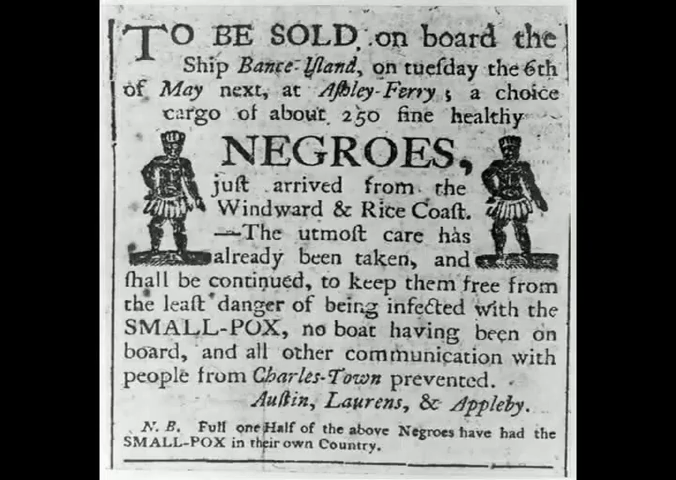 TO BE SOLD, on board the
Ship Bance-Iſland, on tueſday the 6th
of May next, at Aſhley-Ferry; a choice
cargo of about 250 fine healthy
NEGROES,
juſt arrived from the
Windward & Rice Coaſt.
—The utmoſt care has
already been taken, and
ſhall be continued, to keep them free from
the leaſt danger of being infected with the
SMALL-POX, no boat having been on
board, and all other communication with
people from Charles-Town prevented.
Auſtin, Laurens, & Appleby.
N. B. Full one Half of the above Negroes have had the
SMALL-POX in their own Country.